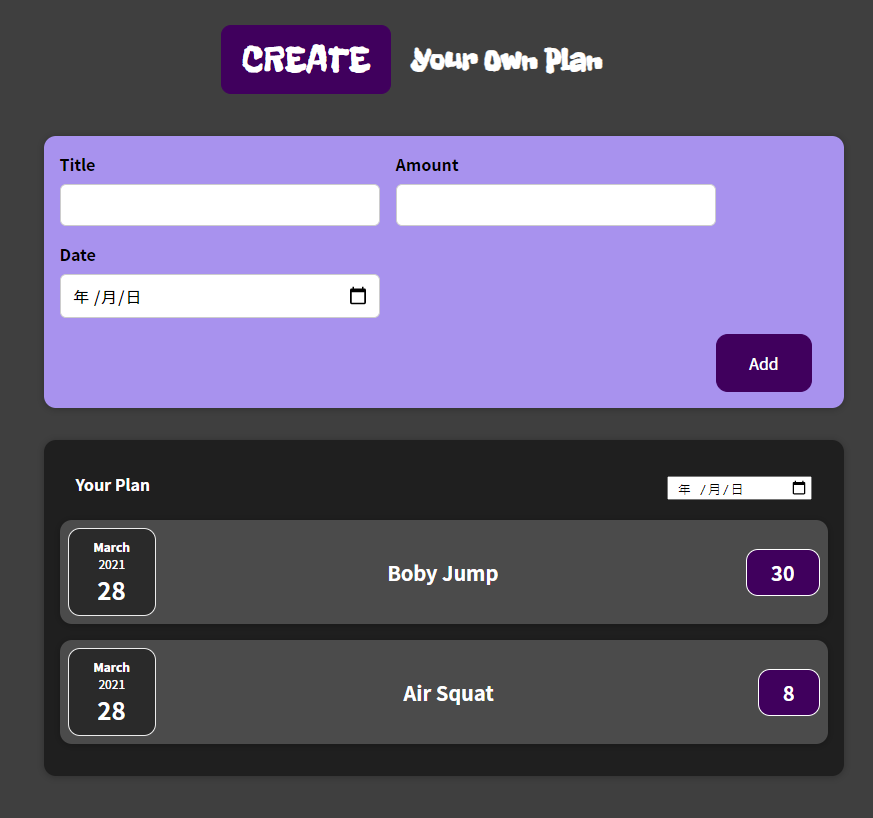 CREATE Your Own Plan
Title Amount
Date
年 /月/日
Add
Your Plan 年 /月/日
March
2021
28
Boby Jump
30
March
2021
28
Air Squat
8